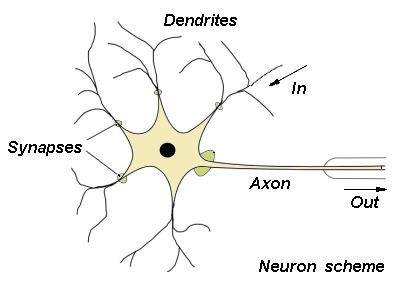 Dendrites
In
Synapses
Axon
Out
Neuron scheme